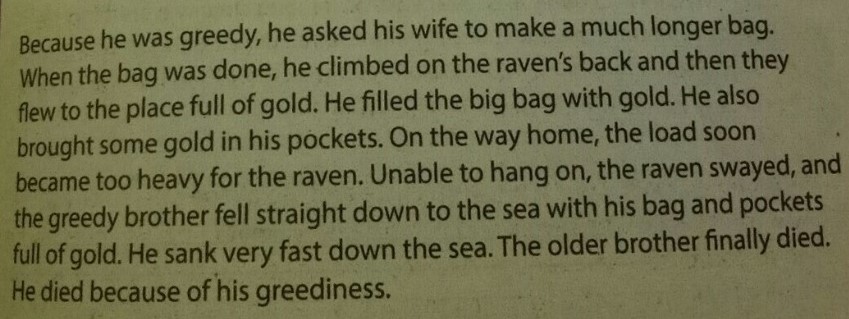 Because he was greedy, he asked his wife to make a much longer bag.
When the bag was done, he climbed on the raven's back and then they
flew to the place full of gold. He filled the big bag with gold. He also
brought some gold in his pockets. On the way home, the load soon
became too heavy for the raven. Unable to hang on, the raven swayed, and
the greedy brother fell straight down to the sea with his bag and pockets
full of gold. He sank very fast down the sea. The older brother finally died.
He died because of his greediness.